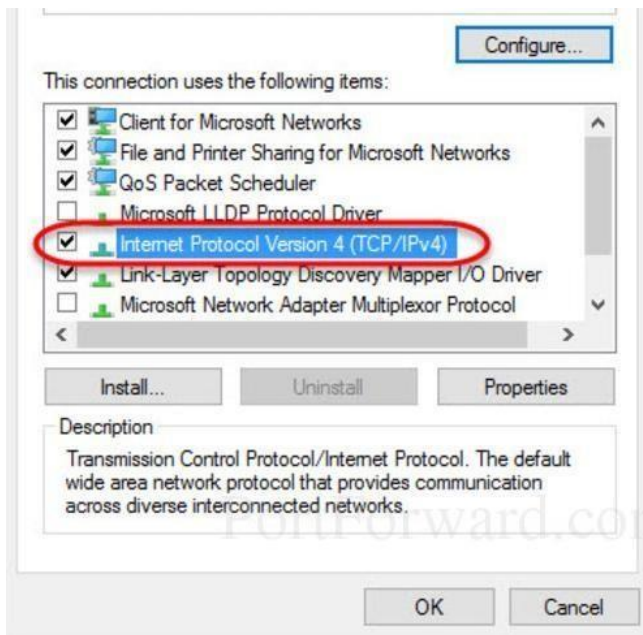 Configure...
This connection uses the following items:
Client for Microsoft Networks
File and Printer Sharing for Microsoft Networks
QoS Packet Scheduler
Microsoft LLDP Protocol Driver
Internet Protocol Version 4 (TCP/IPv4)
Link-Layer Topology Discovery Mapper I/O Driver
Microsoft Network Adapter Multiplexor Protocol
Install...
Uninstall
Properties
Description
Transmission Control Protocol/Internet Protocol. The default
wide area network protocol that provides communication
across diverse interconnected networks.
PortForward.co
OK
Cancel